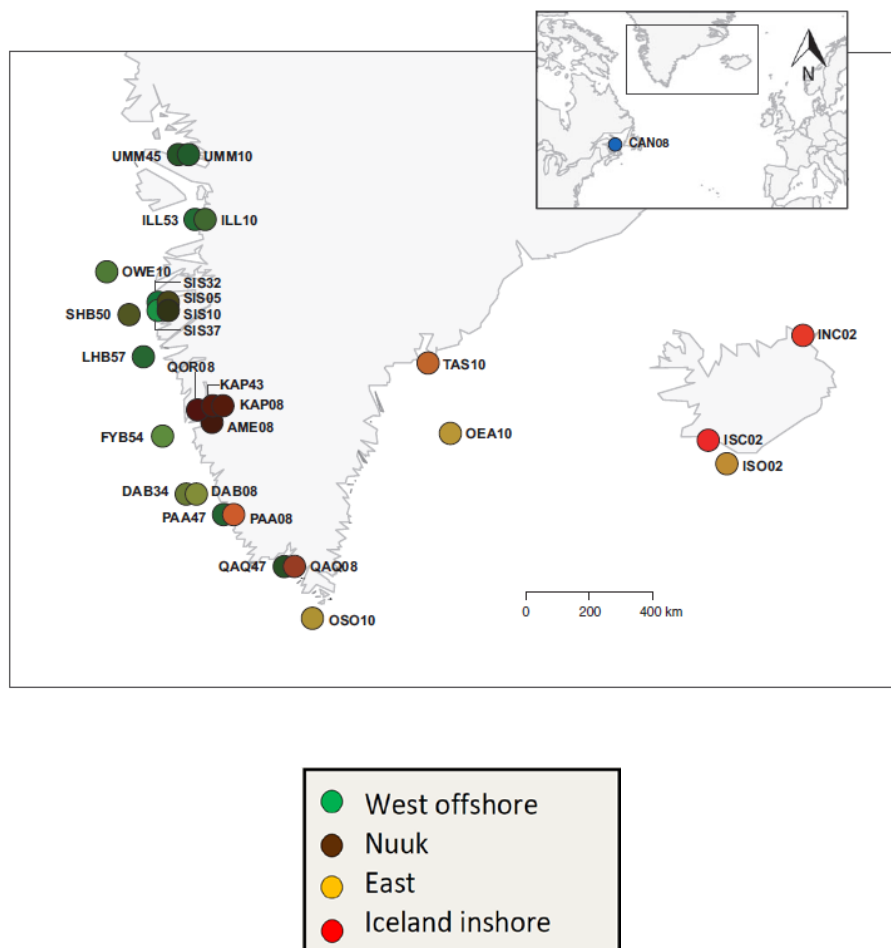 N
CAN08
UMM45 UMM10
ILL53 ILL10
OWE10
SIS32
SIS05
SHB50
SIS10
SIS37
INC02
LHB57
QOR08
TAS10
KAP43
KAP08
AME08
FYB54
OEA10
ISC02
ISO02
DAB34 DAB08
PAA47 PAA08
QAQ47 QAQ08
OSO10
0 200 400 km
West offshore
Nuuk
East
Iceland inshore